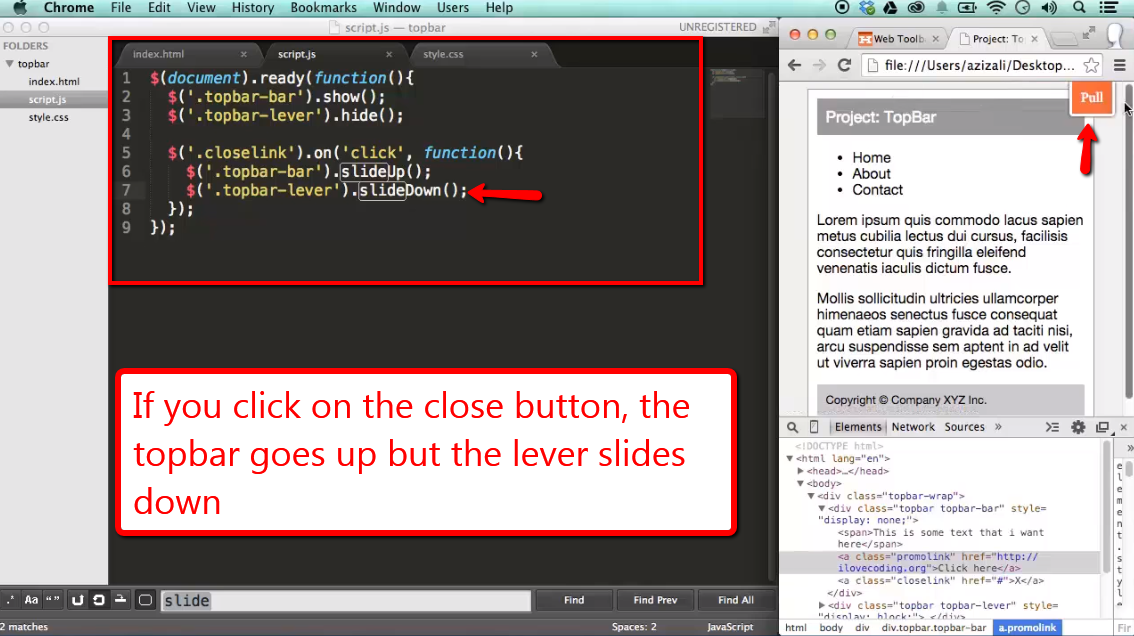 Chrome File Edit View History Bookmarks Window Users Help
script.js — topbar
UNREGISTERED
FOLDERS
topbar
index.html
script.js
style.css
index.html × script.js × style.css ×
1 $(document).ready(function(){
2 $('.topbar-bar').show();
3 $('.topbar-lever').hide();
4
5 $('.closelink').on('click', function(){
6 $('.topbar-bar').slideUp();
7 $('.topbar-lever').slideDown();
8 });
9 });
If you click on the close button, the
topbar goes up but the lever slides
down
.* Aa “ ” slide Find Find Prev Find All
2 matches Spaces: 2 JavaScript
Web Toolb × Project: To ×
file:///Users/azizali/Desktop...
Pull
Project: TopBar
• Home
• About
• Contact
Lorem ipsum quis commodo lacus sapien
metus cubilia lectus dui cursus, facilisis
consectetur quis fringilla eleifend
venenatis iaculis dictum fusce.
Mollis sollicitudin ultricies ullamcorper
himenaeos senectus fusce consequat
quam etiam sapien gravida ad taciti nisi,
arcu suspendisse sem aptent in ad velit
ut viverra sapien proin egestas odio.
Copyright © Company XYZ Inc.
Elements Network Sources »
<!DOCTYPE html>
<html lang="en">
<head>…</head>
<body>
<div class="topbar-wrap">
<div class="topbar topbar-bar" style=
"display: none;">
<span>This is some text that i want
here</span>
<a class="promolink" href="http://
ilovecoding.org">Click here</a>
<a class="closelink" href="#">X</a>
</div>
<div class="topbar topbar-lever" style=
"display: block;">…</div>
html body div div.topbar.topbar-bar a.promolink